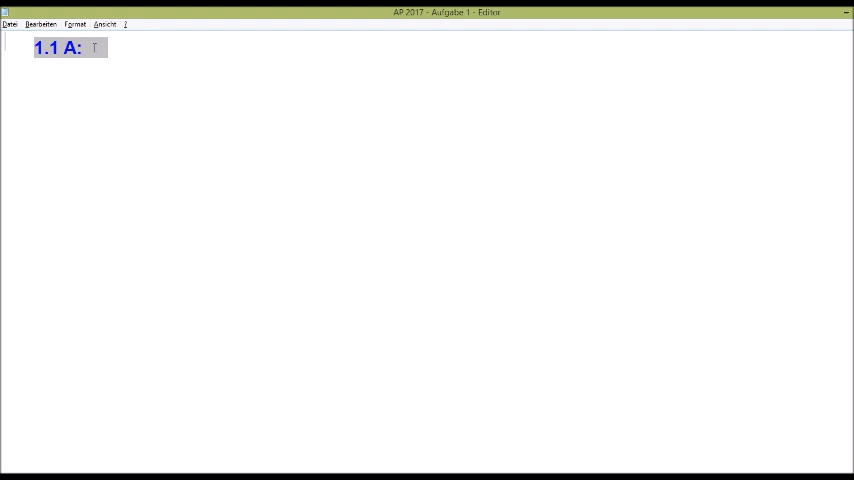 AP 2017 - Aufgabe 1 - Editor
Datei Bearbeiten Format Ansicht ?
1.1 A: